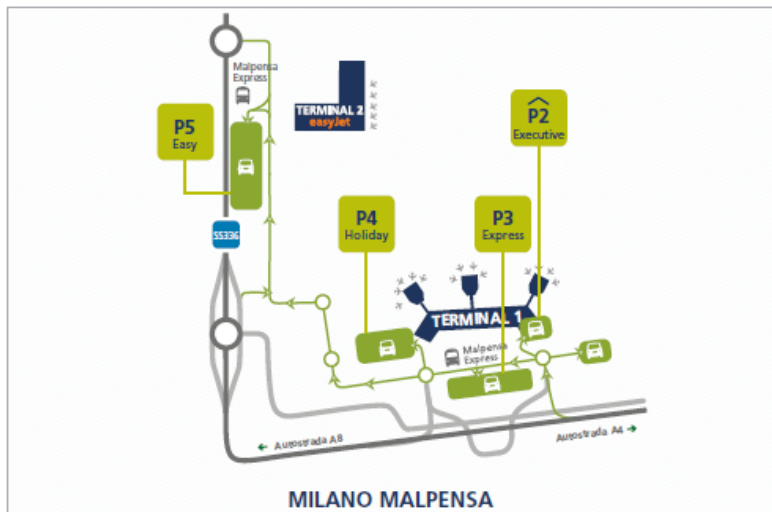 Malpensa
Express
TERMINAL 2
easyJet
P5
Easy
P2
Executive
P4
Holiday
P3
Express
SS336
TERMINAL 1
Malpensa
Express
Autostrada A8
Autostrada A4
MILANO MALPENSA